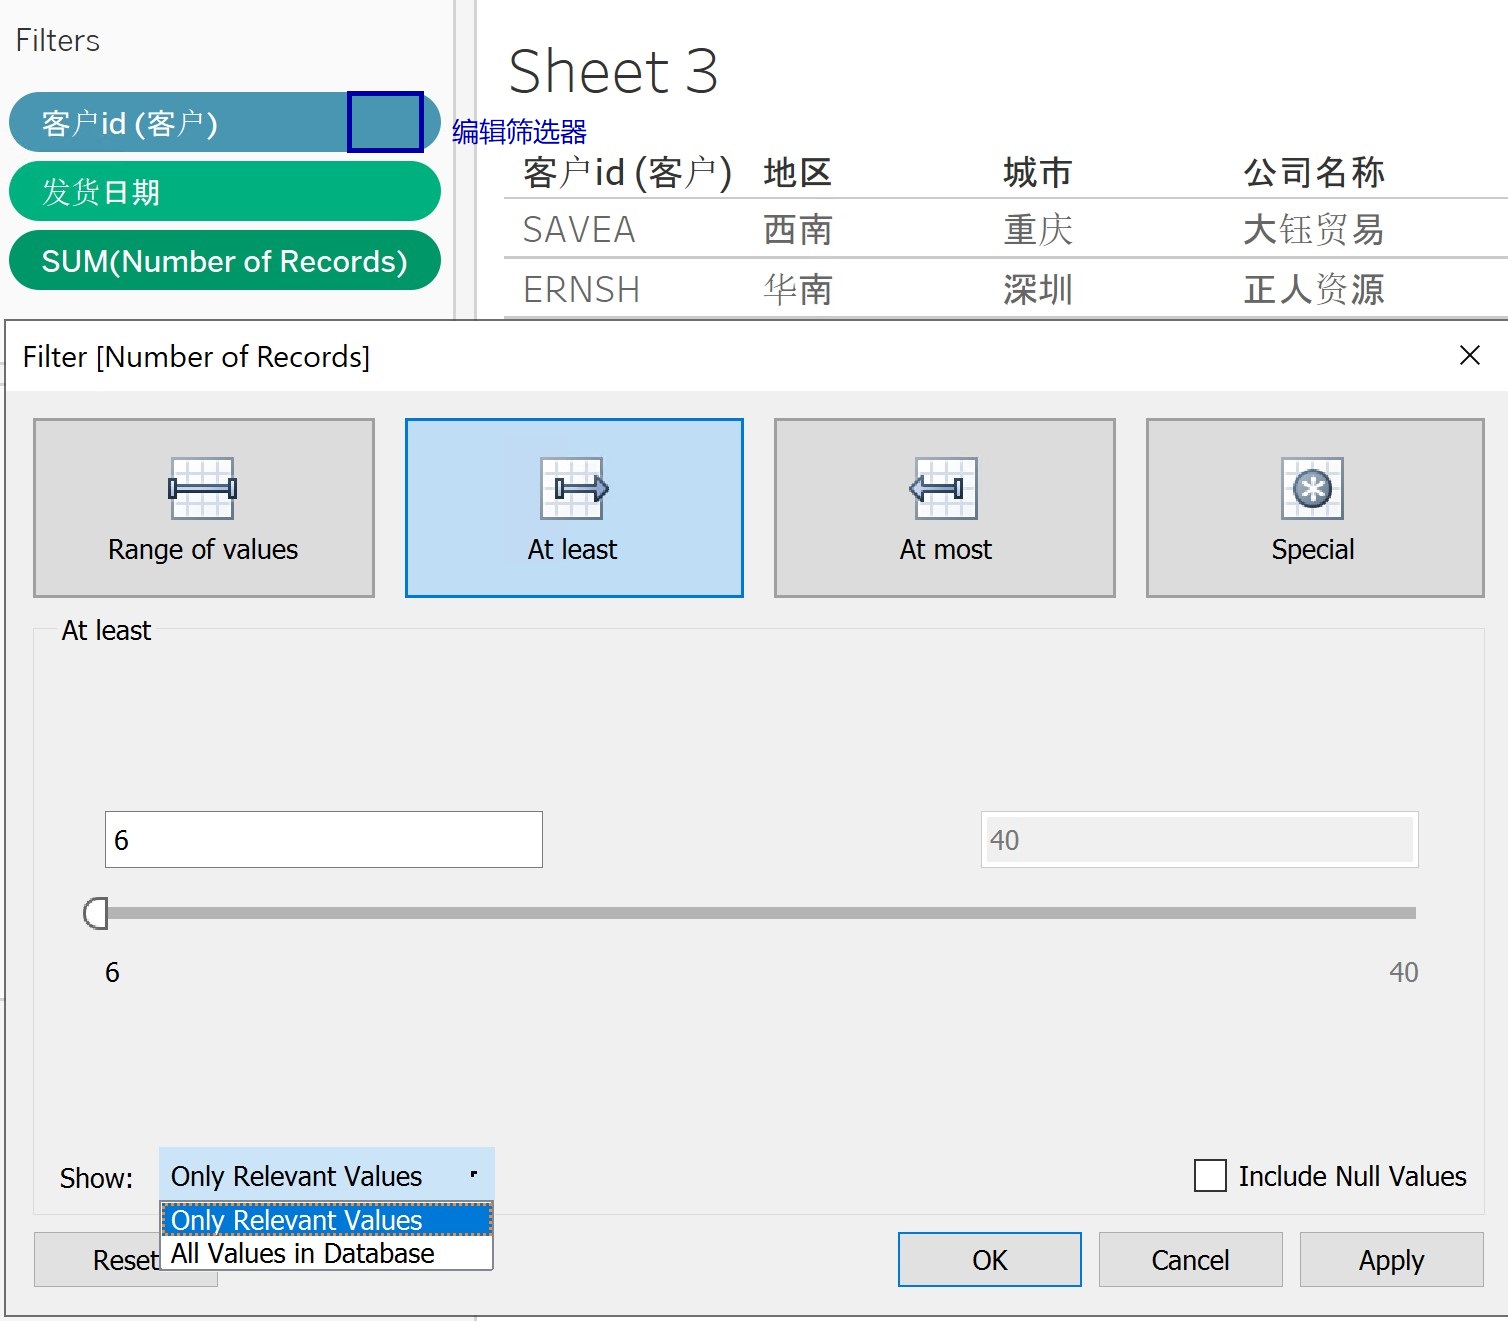 Filters
客户id (客户)
发货日期
SUM(Number of Records)
Sheet 3
编辑筛选器
客户id (客户) 地区 城市 公司名称
SAVEA 西南 重庆 大钰贸易
ERNSH 华南 深圳 正人资源
Filter [Number of Records]
Range of values
At least
At most
Special
At least
6
40
6
40
Show:
Only Relevant Values
Include Null Values
Only Relevant Values
All Values in Database
Reset
OK
Cancel
Apply